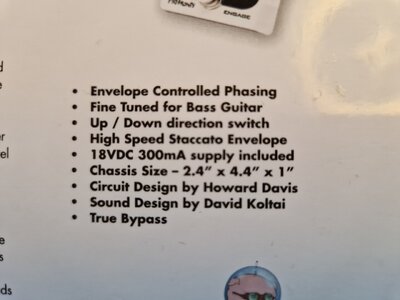 ENGAGE
• Envelope Controlled Phasing
• Fine Tuned for Bass Guitar
• Up / Down direction switch
• High Speed Staccato Envelope
• 18VDC 300mA supply included
• Chassis Size – 2.4” x 4.4” x 1”
• Circuit Design by Howard Davis
• Sound Design by David Koltai
• True Bypass